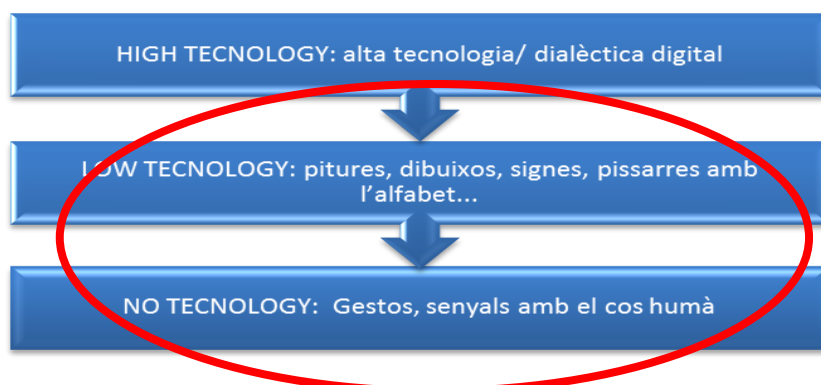 HIGH TECNOLOGY: alta tecnologia/ dialèctica digital
LOW TECNOLOGY: pitures, dibuixos, signes, pissarres amb
l'alfabet...
NO TECNOLOGY: Gestos, senyals amb el cos humà